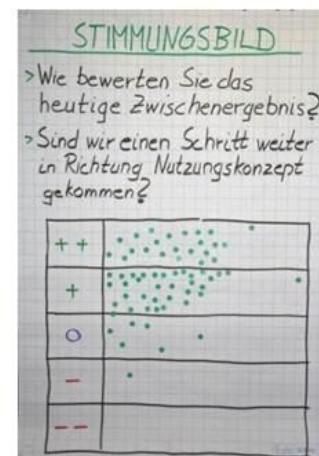 STIMMUNGSBILD
>Wie bewerten Sie das
heutige Zwischenergebnis?
>Sind wir einen Schritt weiter
in Richtung Nutzungskonzept
gekommen?
++
+
O
-
--